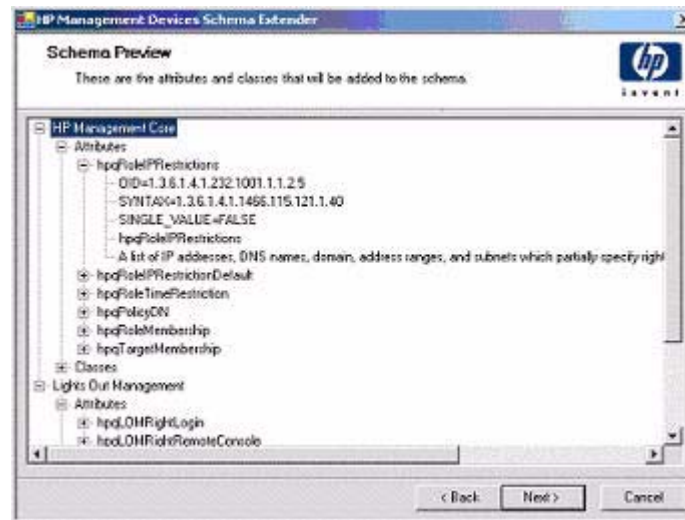 HP Management Devices Schema Extender
Schema Preview
These are the attributes and classes that will be added to the schema.
hp
invent
HP Management Core
Attributes
hpqRoleIPRestrictions
OID=1.3.6.1.4.1.232.1001.1.1.2.5
SYNTAX=1.3.6.1.4.1.1466.115.121.1.40
SINGLE_VALUE=FALSE
hpqRoleIPRestrictions
A list of IP addresses, DNS names, domain, address ranges, and subnets which partially specify right
hpqRoleIPRestrictionDefault
hpqRoleTimeRestriction
hpqPolicyDN
hpqRoleMembership
hpqTargetMembership
Classes
Lights Out Management
Attributes
hpqLOMRightLogin
hpqLOMRightRemoteConsole
< Back
Next >
Cancel